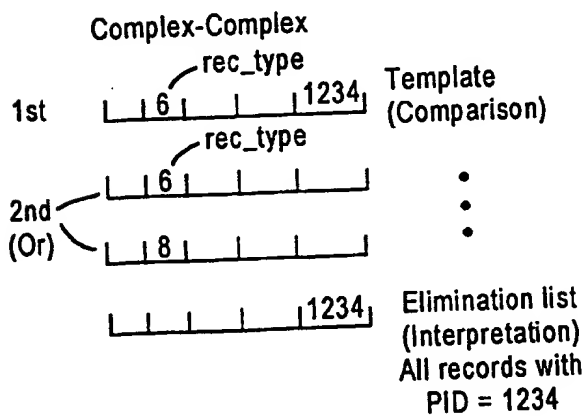 Complex-Complex
rec_type
1st 6 1234 Template
(Comparison)
rec_type
6
2nd
(Or)
8
1234 Elimination list
(Interpretation)
All records with
PID = 1234